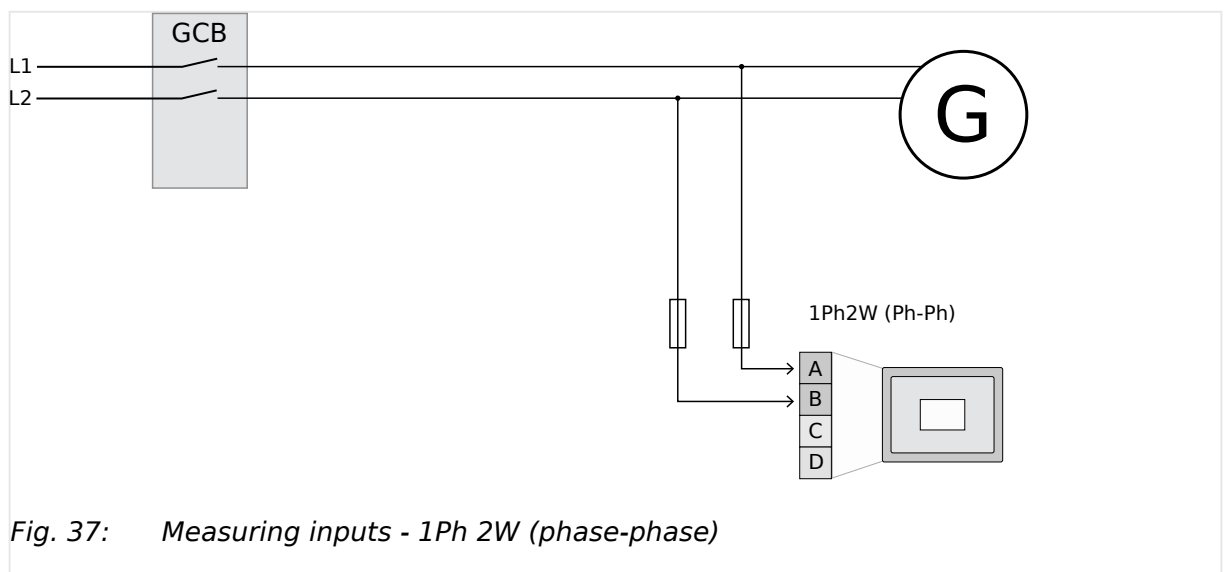 GCB
L1
L2
G
1Ph2W (Ph-Ph)
A
B
C
D
Fig. 37: Measuring inputs - 1Ph 2W (phase-phase)